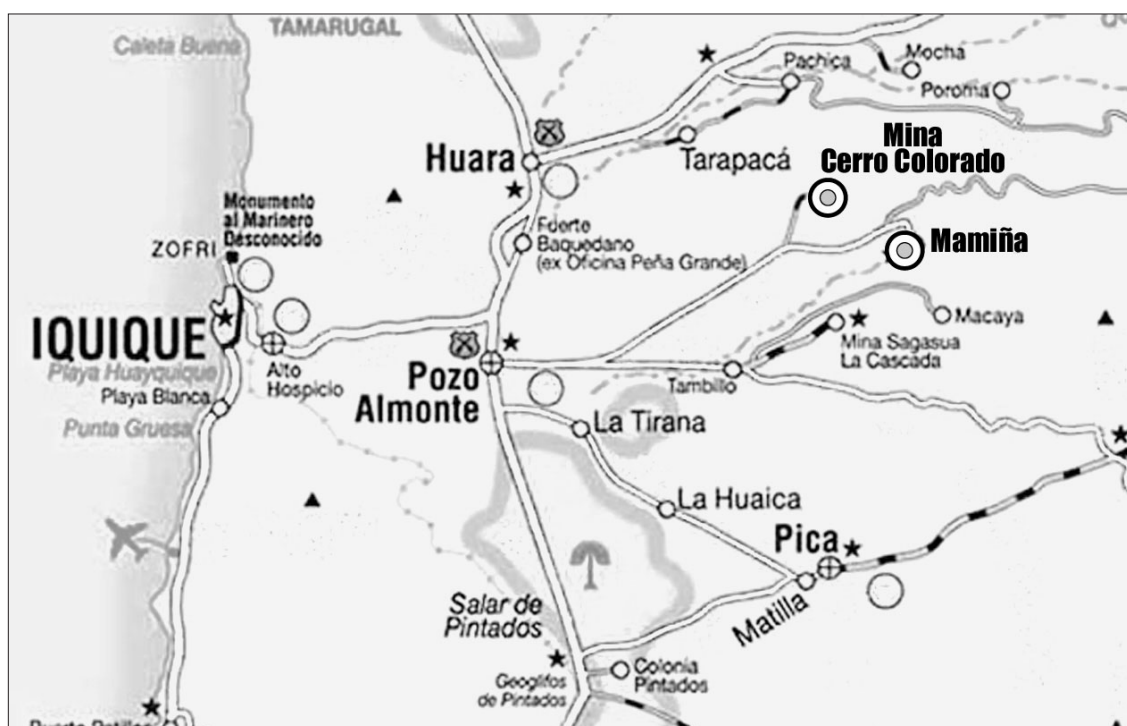 TAMARUGAL
Caleta Buena
Mocha
Pachica
Poroma
Mina
Cerro Colorado
Huara
Tarapacá
Monumento
al Marinero
Desconocido
ZOFRI
Fuerte
Baquedano
(ex Oficina Peña Grande)
Mamiña
IQUIQUE
Macaya
Mina Sagasua
La Cascada
Alto
Hospicio
Playa Huayquique
Playa Blanca
Pozo
Almonte
Tambillo
Punta Gruesa
La Tirana
La Huaica
Pica
Matilla
Salar de
Pintados
Colonia
Pintados
Geoglifos
de Pintados